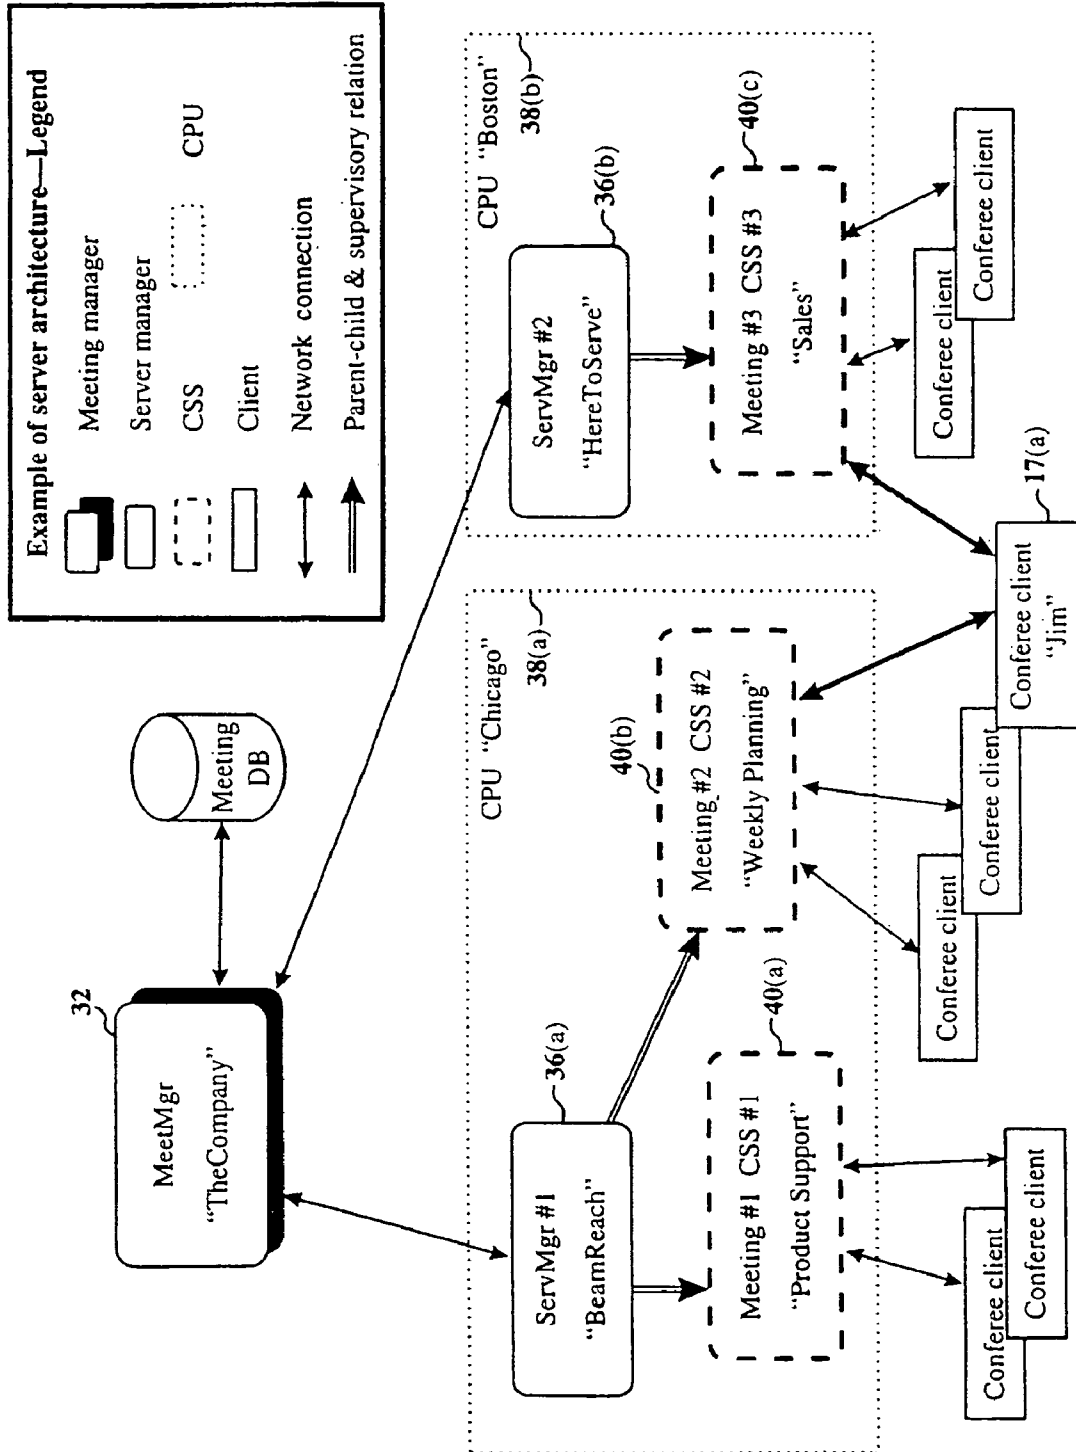 Example of server architecture—Legend
Meeting manager
Server manager
CSS
CPU
Client
Network connection
Parent-child & supervisory relation
32
MeetMgr
“TheCompany”
Meeting
DB
CPU “Chicago”
38(a)
36(a)
ServMgr #1
“BeamReach”
40(b)
Meeting #2 CSS #2
“Weekly Planning”
40(a)
Meeting #1 CSS #1
“Product Support”
CPU “Boston”
38(b)
ServMgr #2
“HereToServe”
36(b)
Meeting #3 CSS #3
“Sales”
40(c)
Conferee client
Conferee client
Conferee client
Conferee client
Conferee client
“Jim”
17(a)
Conferee client
Conferee client